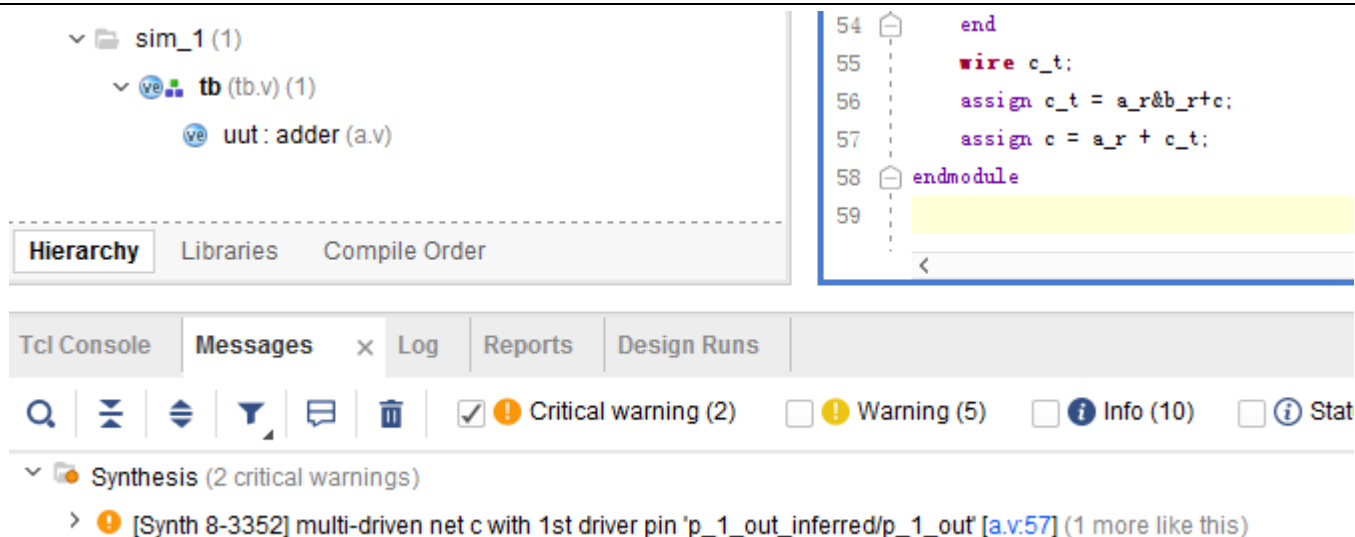 sim_1 (1)
tb (tb.v) (1)
uut : adder (a.v)
Hierarchy Libraries Compile Order
54 end
55 wire c_t;
56 assign c_t = a_r&b_r+c;
57 assign c = a_r + c_t;
58 endmodule
59
Tcl Console Messages × Log Reports Design Runs
Critical warning (2) Warning (5) Info (10) Stat
Synthesis (2 critical warnings)
[Synth 8-3352] multi-driven net c with 1st driver pin 'p_1_out_inferred/p_1_out' [a.v:57] (1 more like this)